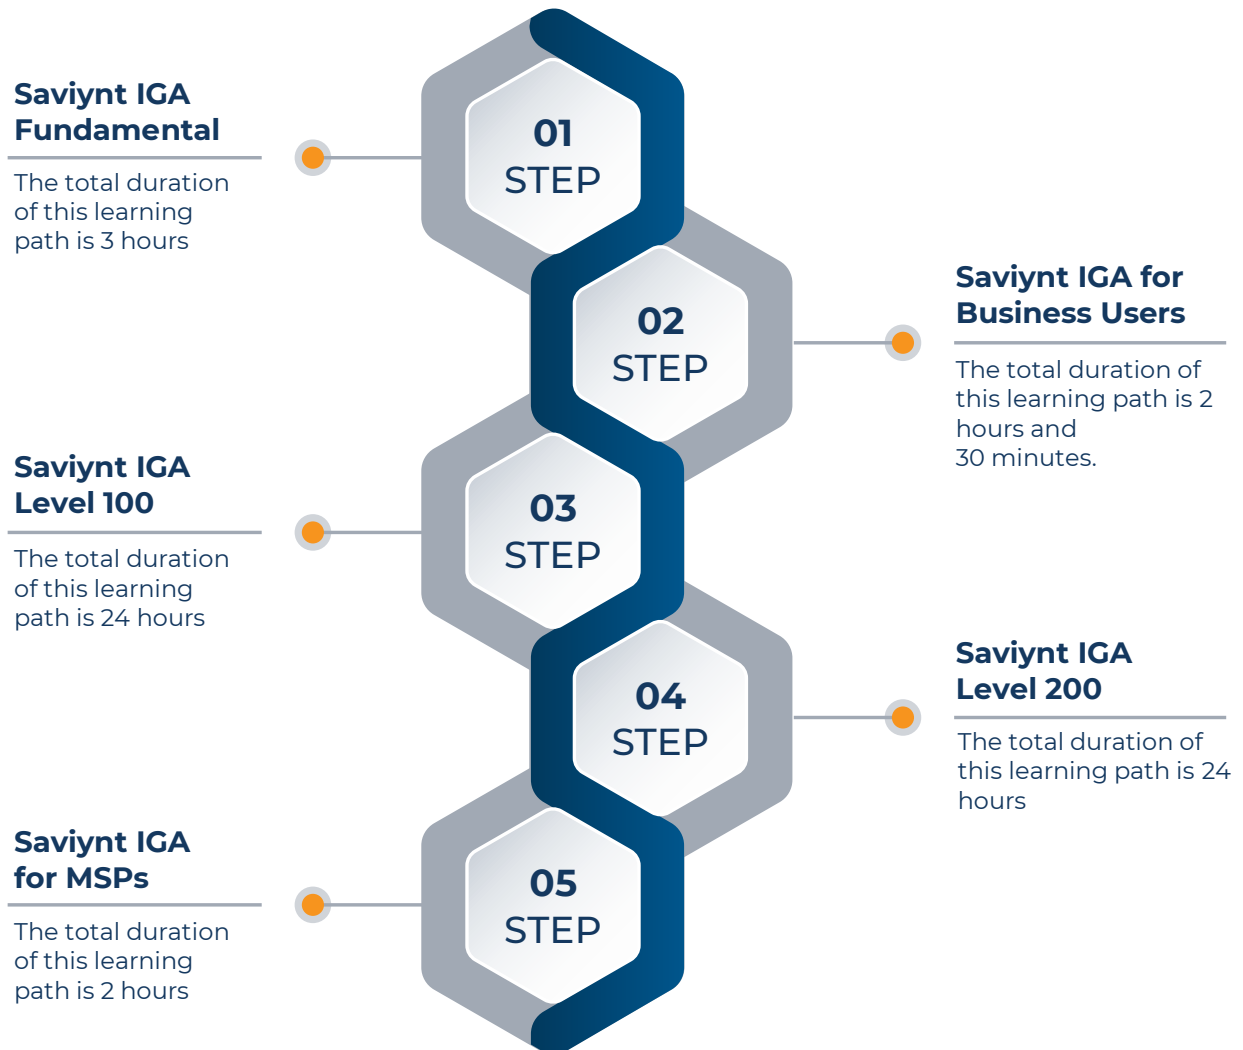 Saviynt IGA
Fundamental
The total duration
of this learning
path is 3 hours
01
STEP
02
STEP
Saviynt IGA for
Business Users
The total duration of
this learning path is 2
hours and
30 minutes.
Saviynt IGA
Level 100
The total duration
of this learning
path is 24 hours
03
STEP
04
STEP
Saviynt IGA
Level 200
The total duration of
this learning path is 24
hours
Saviynt IGA
for MSPs
The total duration
of this learning
path is 2 hours
05
STEP